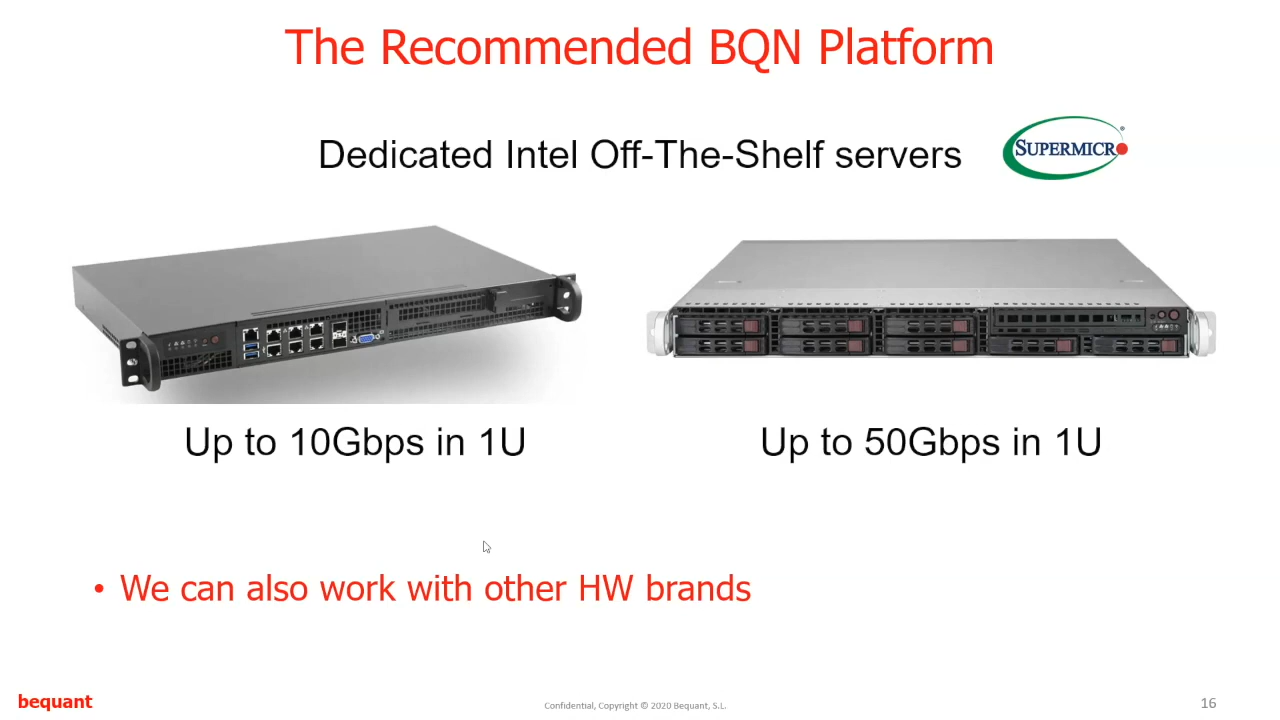 The Recommended BQN Platform
Dedicated Intel Off-The-Shelf servers
SUPERMICR
®
Up to 10Gbps in 1U
Up to 50Gbps in 1U
• We can also work with other HW brands
bequant
Confidential, Copyright © 2020 Bequant, S.L.
16